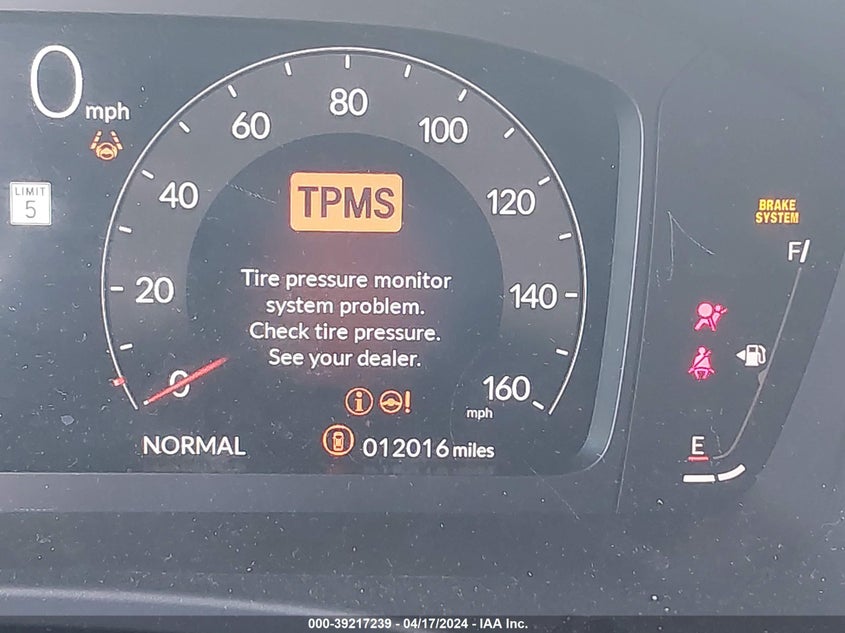 0 mph
LIMIT
5
0
20
40
60
80
100
120
140
160
mph
TPMS
Tire pressure monitor
system problem.
Check tire pressure.
See your dealer.
NORMAL
012016 miles
BRAKE
SYSTEM
F
E
000-39217239 - 04/17/2024 - IAA Inc.